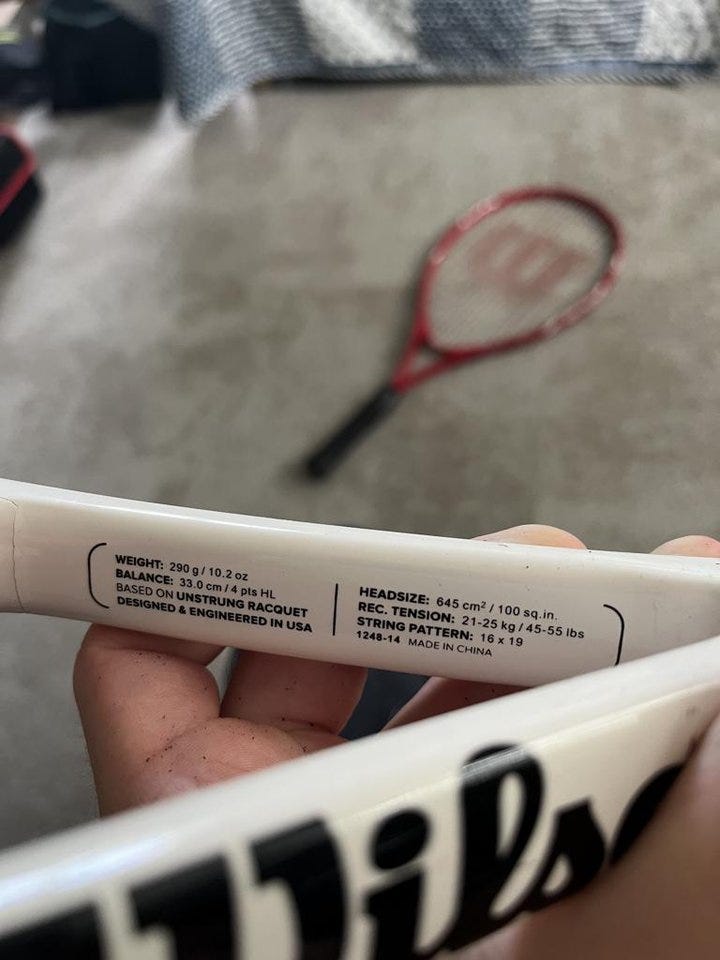 WEIGHT: 290 g / 10.2 oz
BALANCE: 33.0 cm / 4 pts HL
BASED ON UNSTRUNG RACQUET
DESIGNED & ENGINEERED IN USA
HEADSIZE: 645 cm² / 100 sq.in.
REC. TENSION: 21-25 kg / 45-55 lbs
STRING PATTERN: 16 x 19
1248-14 MADE IN CHINA
Wilso